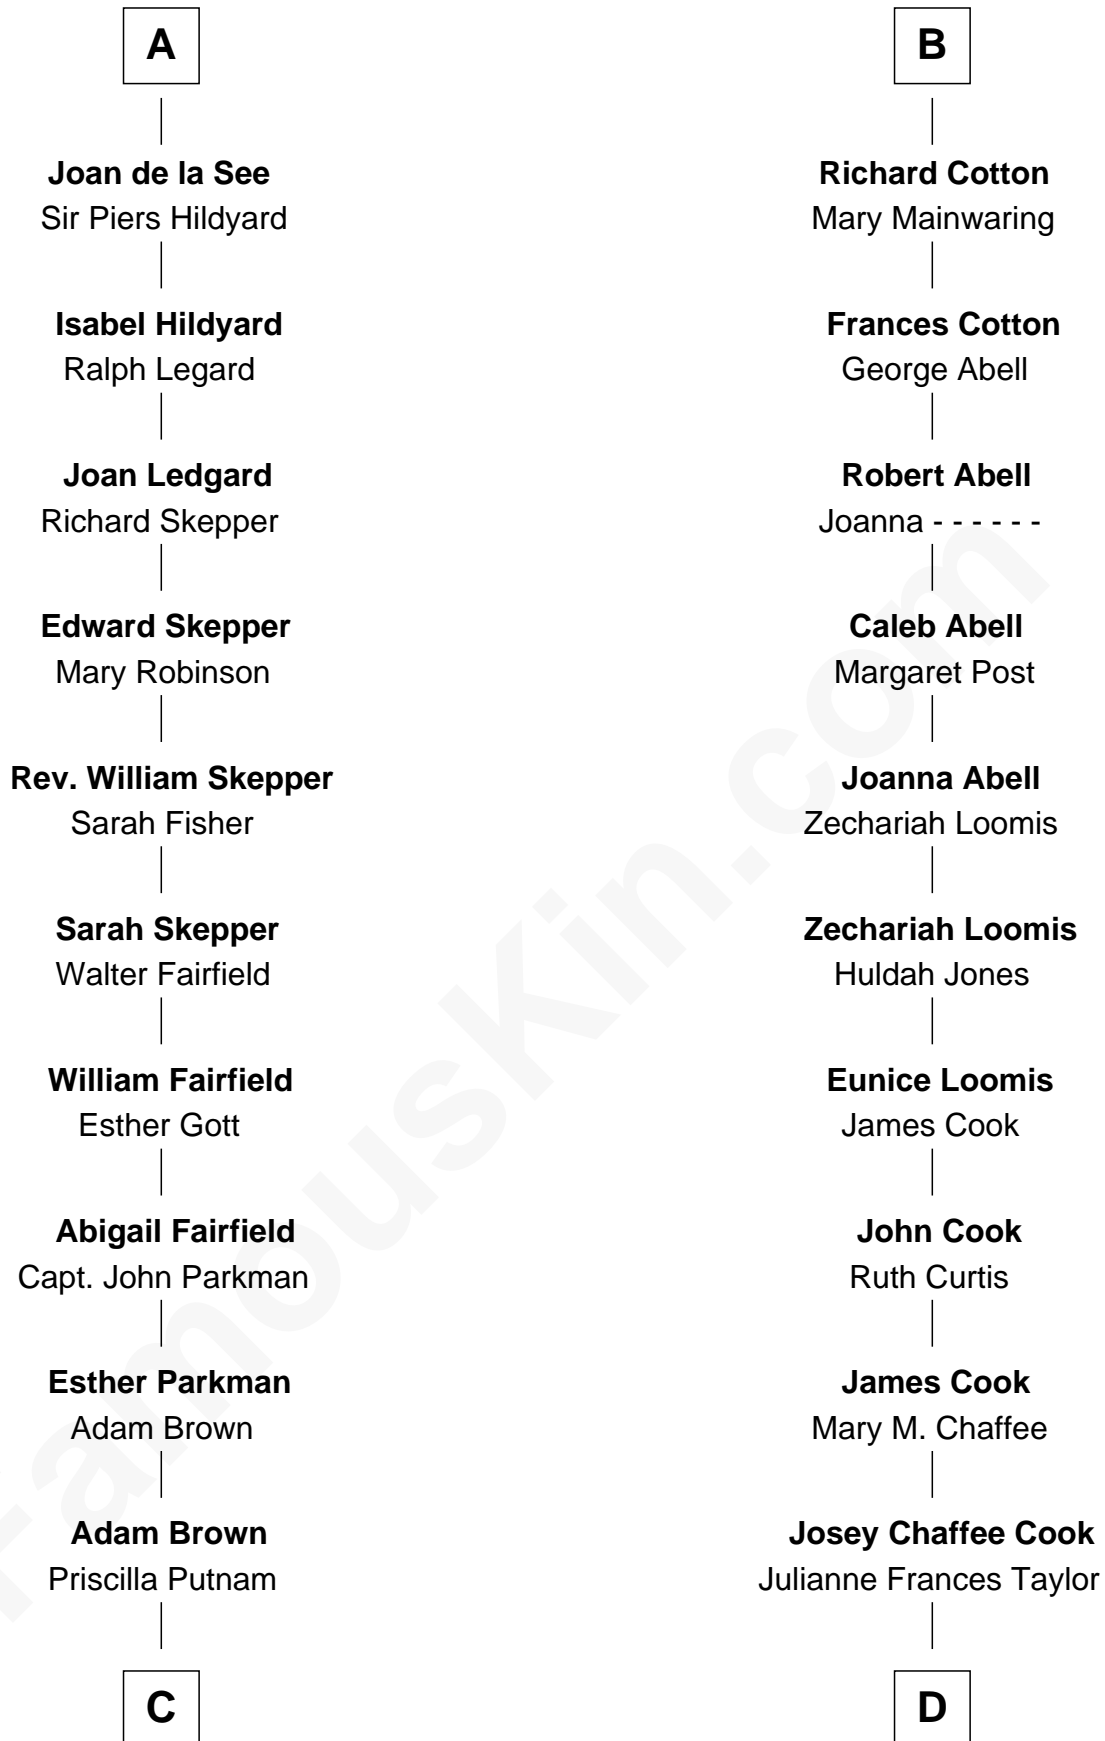 A
Joan de la See
Sir Piers Hildyard
Isabel Hildyard
Ralph Legard
Joan Ledgard
Richard Skepper
Edward Skepper
Mary Robinson
Rev. William Skepper
Sarah Fisher
Sarah Skepper
Walter Fairfield
William Fairfield
Esther Gott
Abigail Fairfield
Capt. John Parkman
Esther Parkman
Adam Brown
Adam Brown
Priscilla Putnam
C
B
Richard Cotton
Mary Mainwaring
Frances Cotton
George Abell
Robert Abell
Joanna - - - - - -
Caleb Abell
Margaret Post
Joanna Abell
Zechariah Loomis
Zechariah Loomis
Huldah Jones
Eunice Loomis
James Cook
John Cook
Ruth Curtis
James Cook
Mary M. Chaffee
Josey Chaffee Cook
Julianne Frances Taylor
D
FamousKin.com